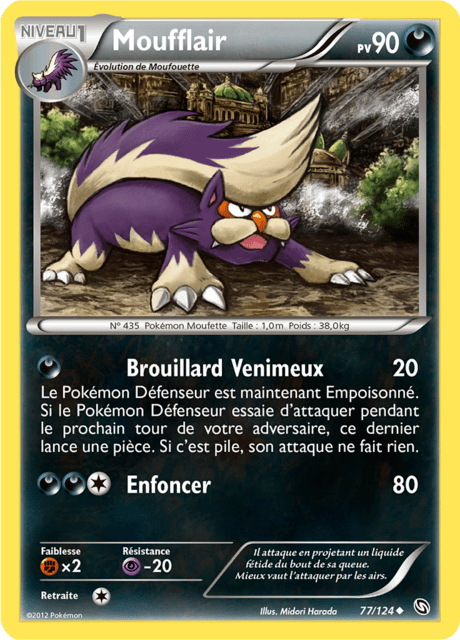 NIVEAU 1
Moufflair
PV 90
Évolution de Moufouette
N° 435 Pokémon Moufette Taille : 1,0m Poids : 38,0kg
Brouillard Venimeux 20
Le Pokémon Défenseur est maintenant Empoisonné.
Si le Pokémon Défenseur essaie d'attaquer pendant
le prochain tour de votre adversaire, ce dernier
lance une pièce. Si c'est pile, son attaque ne fait rien.
Enfoncer 80
Faiblesse
×2
Résistance
-20
Retraite
Il attaque en projetant un liquide
fétide du bout de sa queue.
Mieux vaut l'attaquer par les airs.
©2012 Pokémon
Illus. Midori Harada
77/124